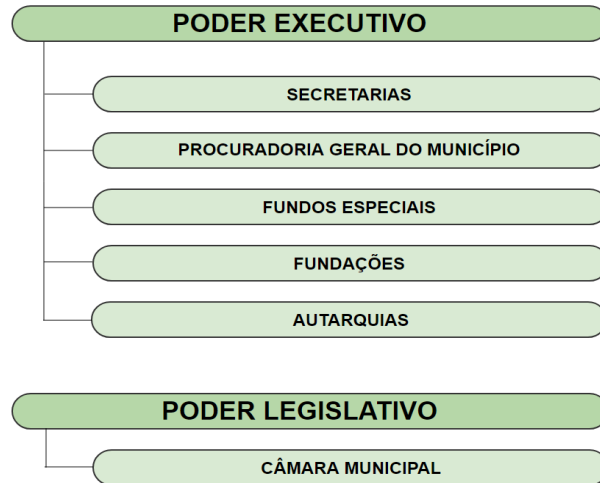 PODER EXECUTIVO
SECRETARIAS
PROCURADORIA GERAL DO MUNICÍPIO
FUNDOS ESPECIAIS
FUNDAÇÕES
AUTARQUIAS
PODER LEGISLATIVO
CÂMARA MUNICIPAL